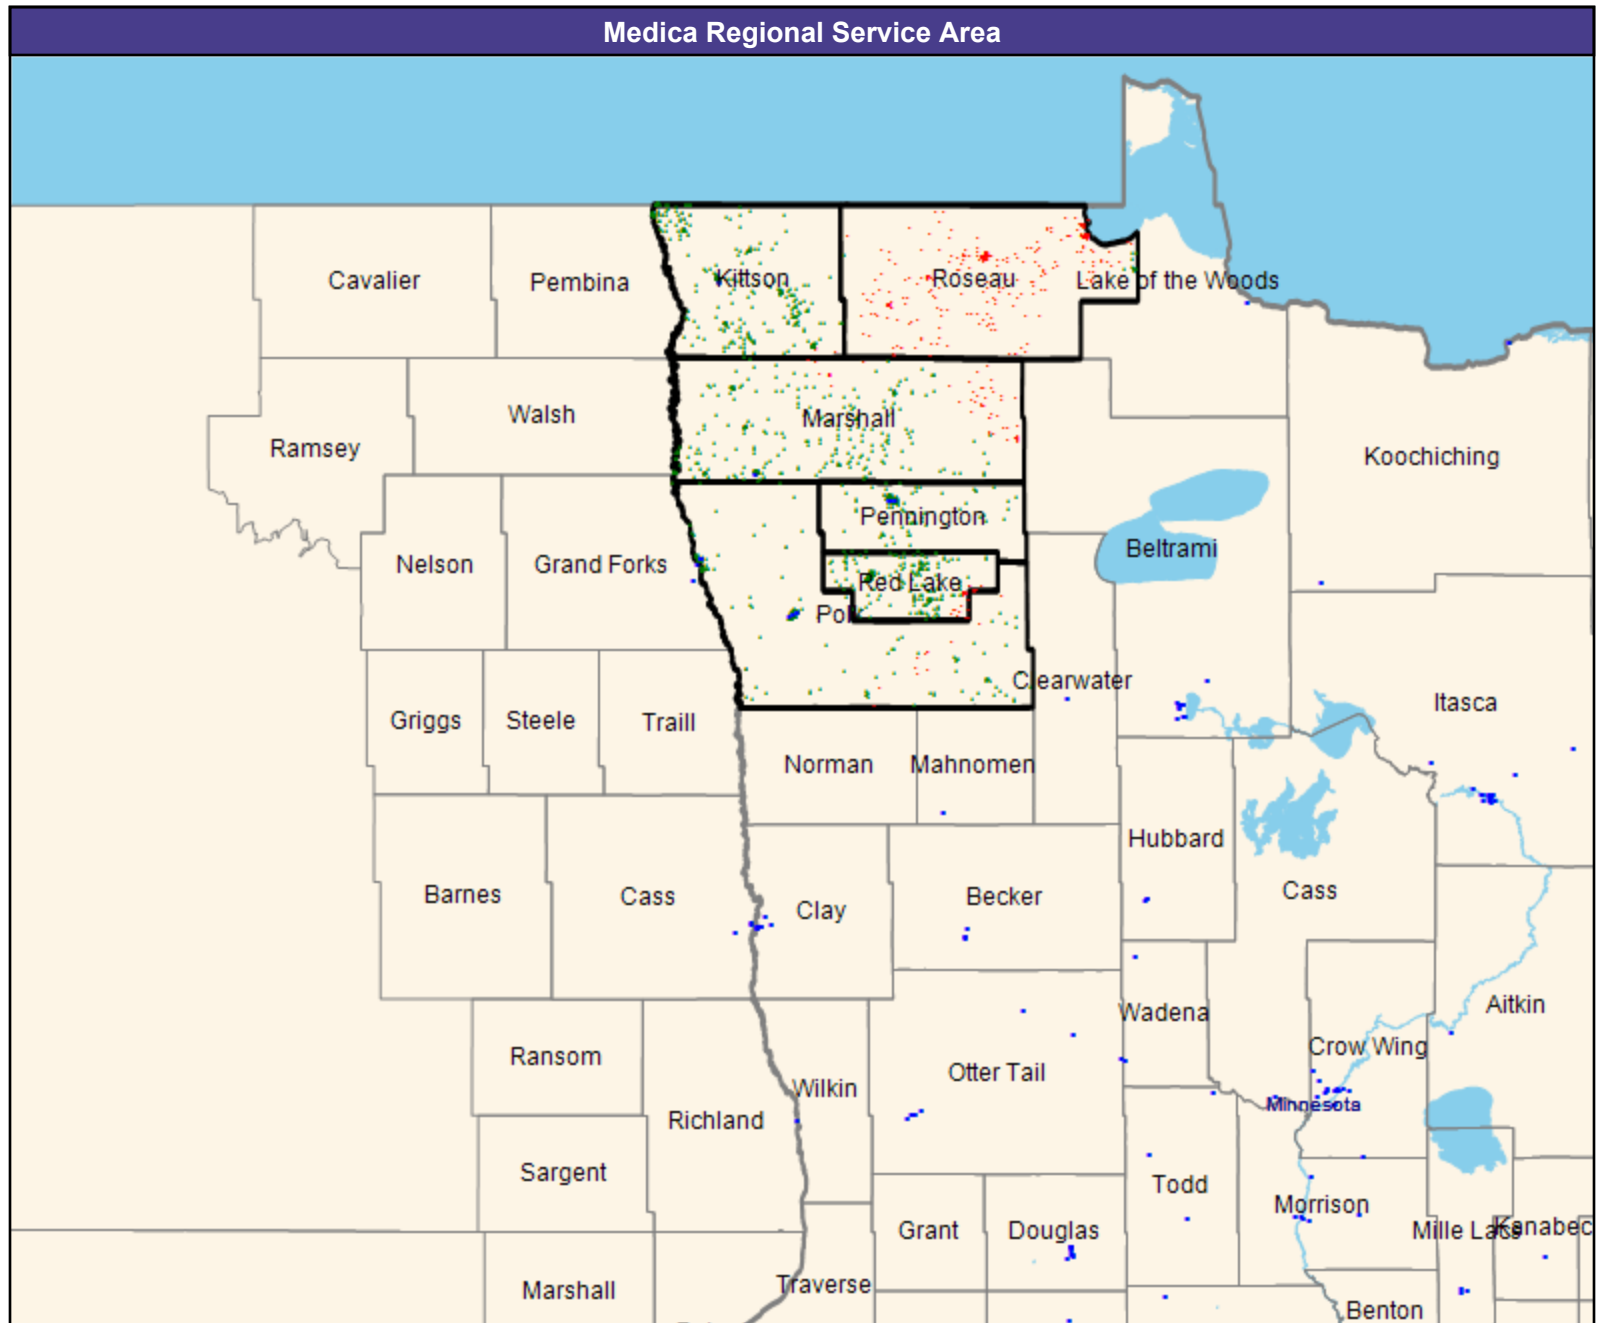 Medica Regional Service Area
Cavalier
Pembina
Kittson
Roseau
Lake of the Woods
Walsh
Marshall
Ramsey
Koochiching
Pennington
Nelson
Grand Forks
Beltrami
Red Lake
Polk
Clearwater
Itasca
Griggs
Steele
Traill
Norman
Mahnomen
Hubbard
Barnes
Cass
Clay
Becker
Cass
Wadena
Aitkin
Crow Wing
Ransom
Otter Tail
Wilkin
Minnesota
Richland
Sargent
Todd
Morrison
Grant
Douglas
Mille Lacs
Kanabec
Marshall
Traverse
Benton